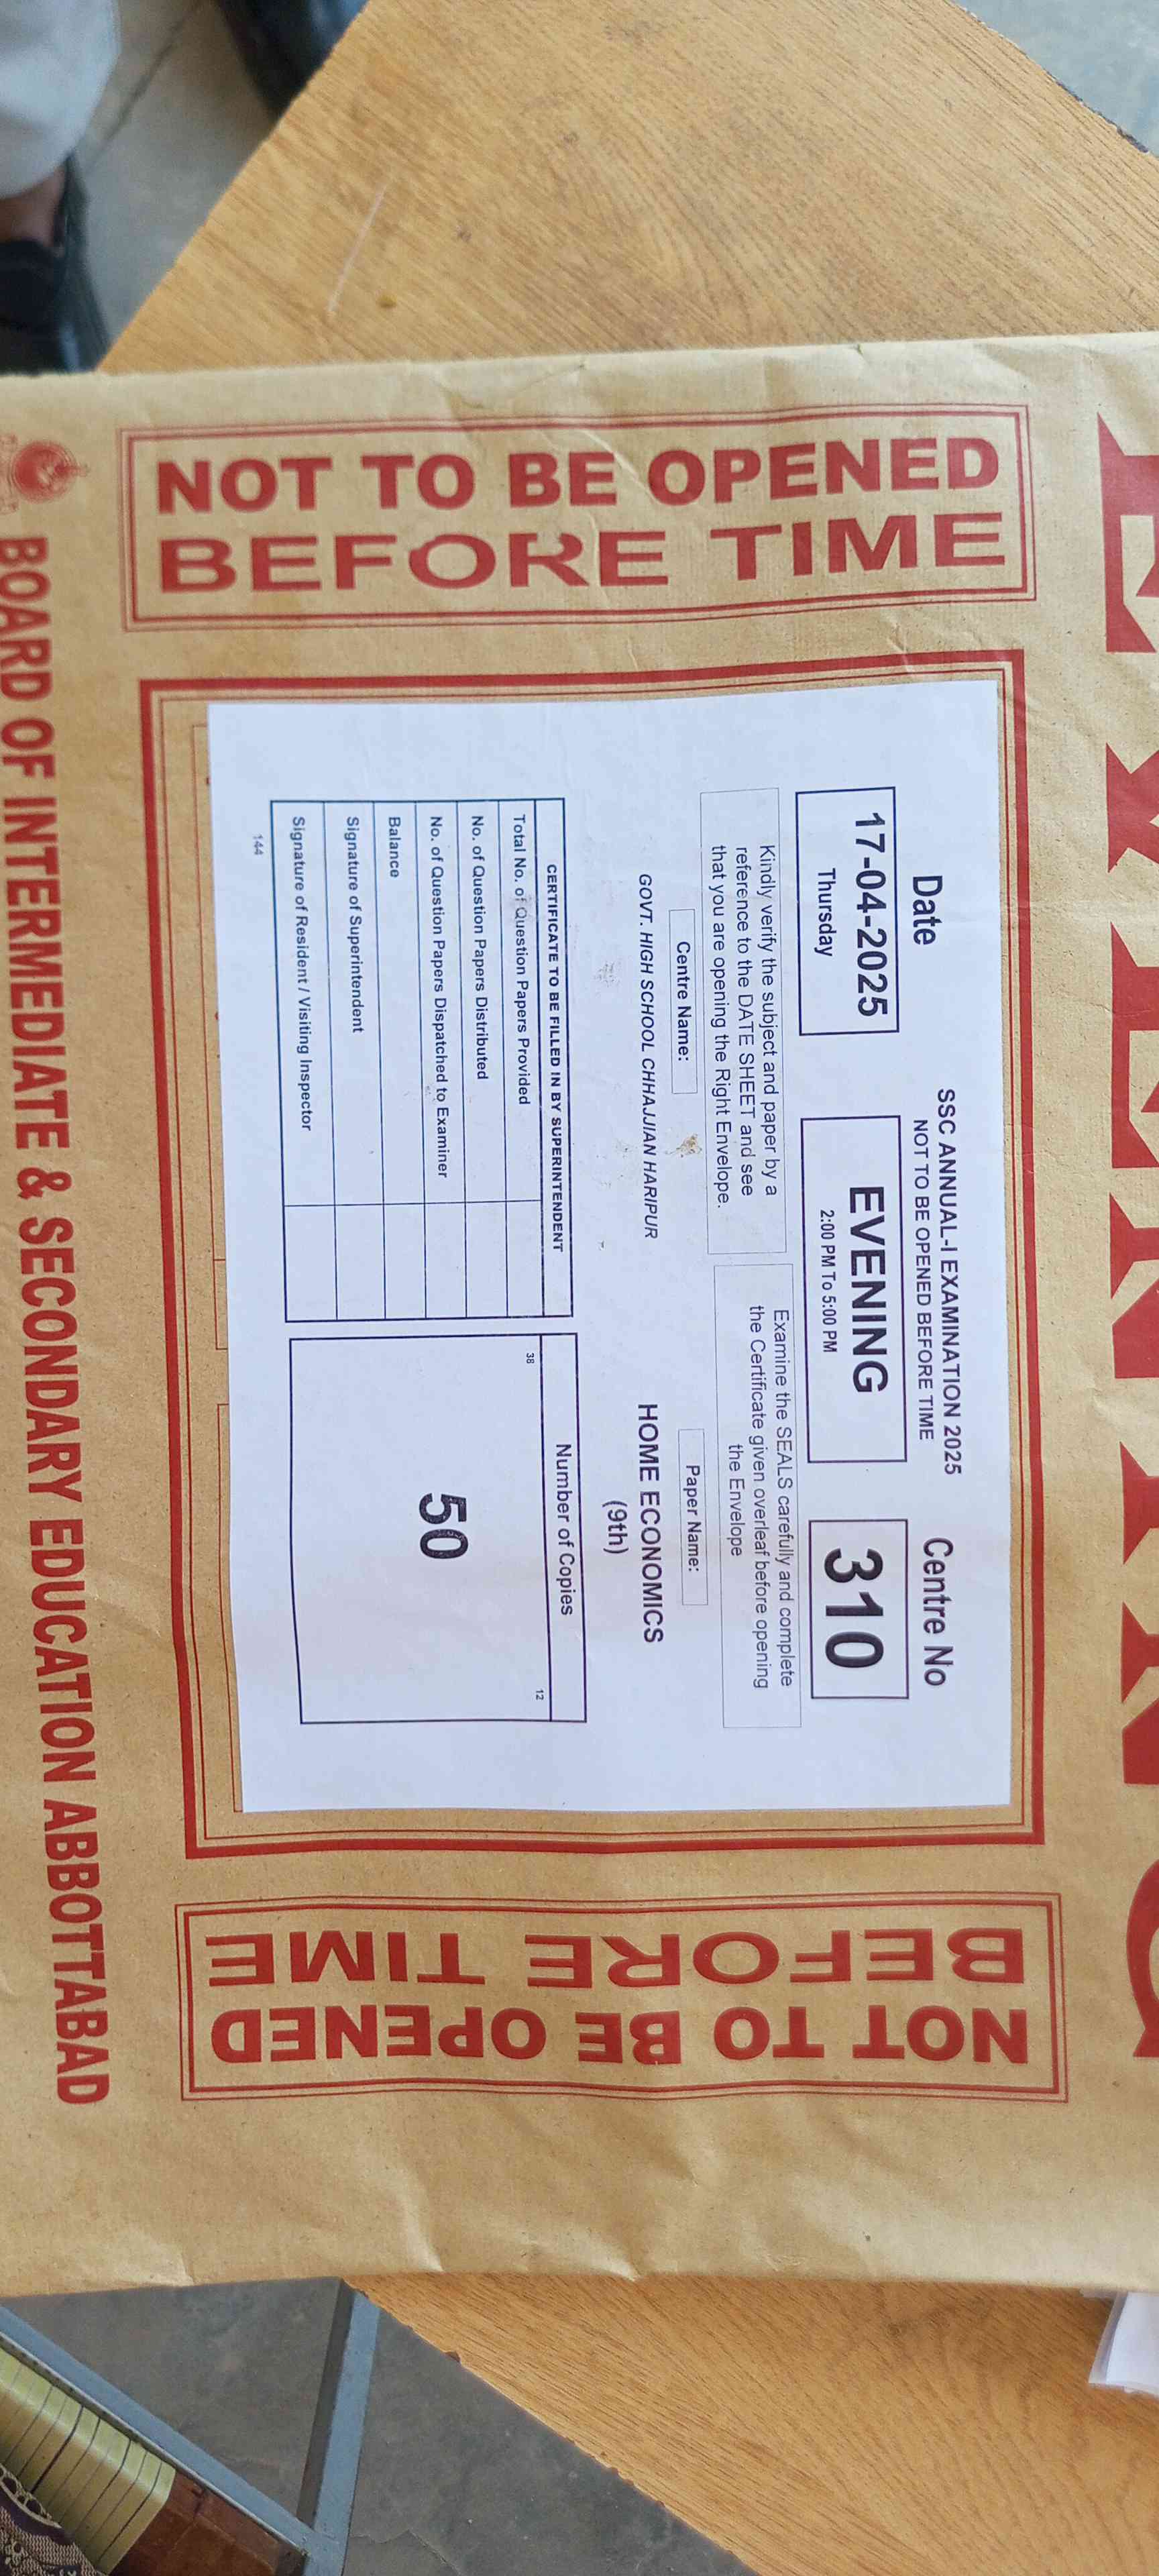 EVENING
NOT TO BE OPENED
BEFORE TIME
Date
17-04-2025
Thursday
SSC ANNUAL-I EXAMINATION 2025
NOT TO BE OPENED BEFORE TIME
EVENING
2:00 PM To 5:00 PM
Centre No
310
Kindly verify the subject and paper by a
reference to the DATE SHEET and see
that you are opening the Right Envelope.
Examine the SEALS carefully and complete
the Certificate given overleaf before opening
the Envelope
Centre Name:
GOVT. HIGH SCHOOL CHHAJJIAN HARIPUR
Paper Name:
HOME ECONOMICS
(9th)
CERTIFICATE TO BE FILLED IN BY SUPERINTENDENT
Total No. of Question Papers Provided
No. of Question Papers Distributed
No. of Question Papers Dispatched to Examiner
Balance
Signature of Superintendent
Signature of Resident / Visiting Inspector
144
Number of Copies
38
12
50
NOT TO BE OPENED
BEFORE TIME
BOARD OF INTERMEDIATE & SECONDARY EDUCATION ABBOTTABAD